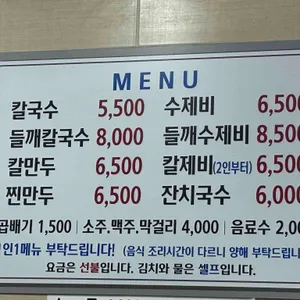 MENU
칼국수 5,500 수제비 6,500
들깨칼국수 8,000 들깨수제비 8,500
칼만두 6,500 칼제비(2인부터) 6,500
찐만두 6,500 잔치국수 6,000
곱배기 1,500 | 소주.맥주.막걸리 4,000 | 음료수 2,00
인1메뉴 부탁드립니다! (음식 조리시간이 다르니 양해 부탁드립니다!)
요금은 선불입니다. 김치와 물은 셀프입니다.